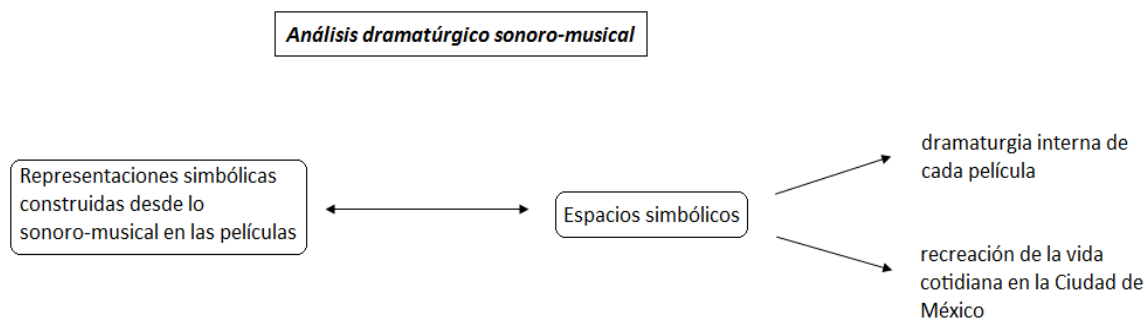 Análisis dramatúrgico sonoro-musical
Representaciones simbólicas
construidas desde lo
sonoro-musical en las películas
Espacios simbólicos
dramaturgia interna de
cada película
recreación de la vida
cotidiana en la Ciudad de
México